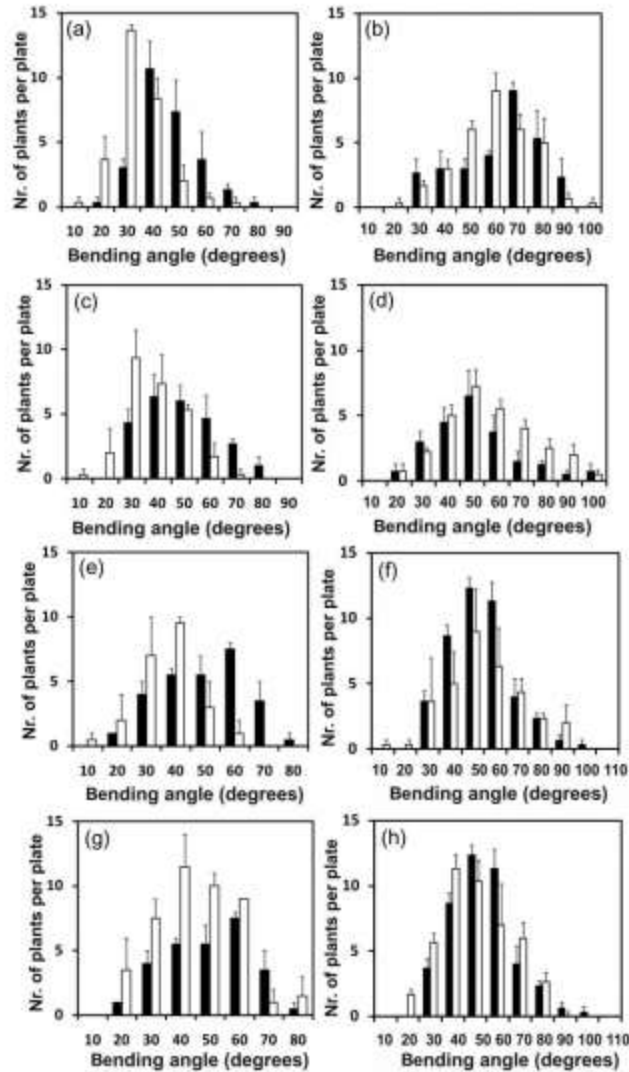 (a)
Nr. of plants per plate
15
10
5
0
10 20 30 40 50 60 70 80 90
Bending angle (degrees)
(b)
Nr. of plants per plate
15
10
5
0
10 20 30 40 50 60 70 80 90 100
Bending angle (degrees)
(c)
Nr. of plants per plate
15
10
5
0
10 20 30 40 50 60 70 80 90
Bending angle (degrees)
(d)
Nr. of plants per plate
15
10
5
0
10 20 30 40 50 60 70 80 90 100
Bending angle (degrees)
(e)
Nr. of plants per plate
15
10
5
0
10 20 30 40 50 60 70 80
Bending angle (degrees)
(f)
Nr. of plants per plate
15
10
5
0
10 20 30 40 50 60 70 80 90 100 110
Bending angle (degrees)
(g)
Nr. of plants per plate
15
10
5
0
10 20 30 40 50 60 70 80
Bending angle (degrees)
(h)
Nr. of plants per plate
15
10
5
0
10 20 30 40 50 60 70 80 90 100 110
Bending angle (degrees)